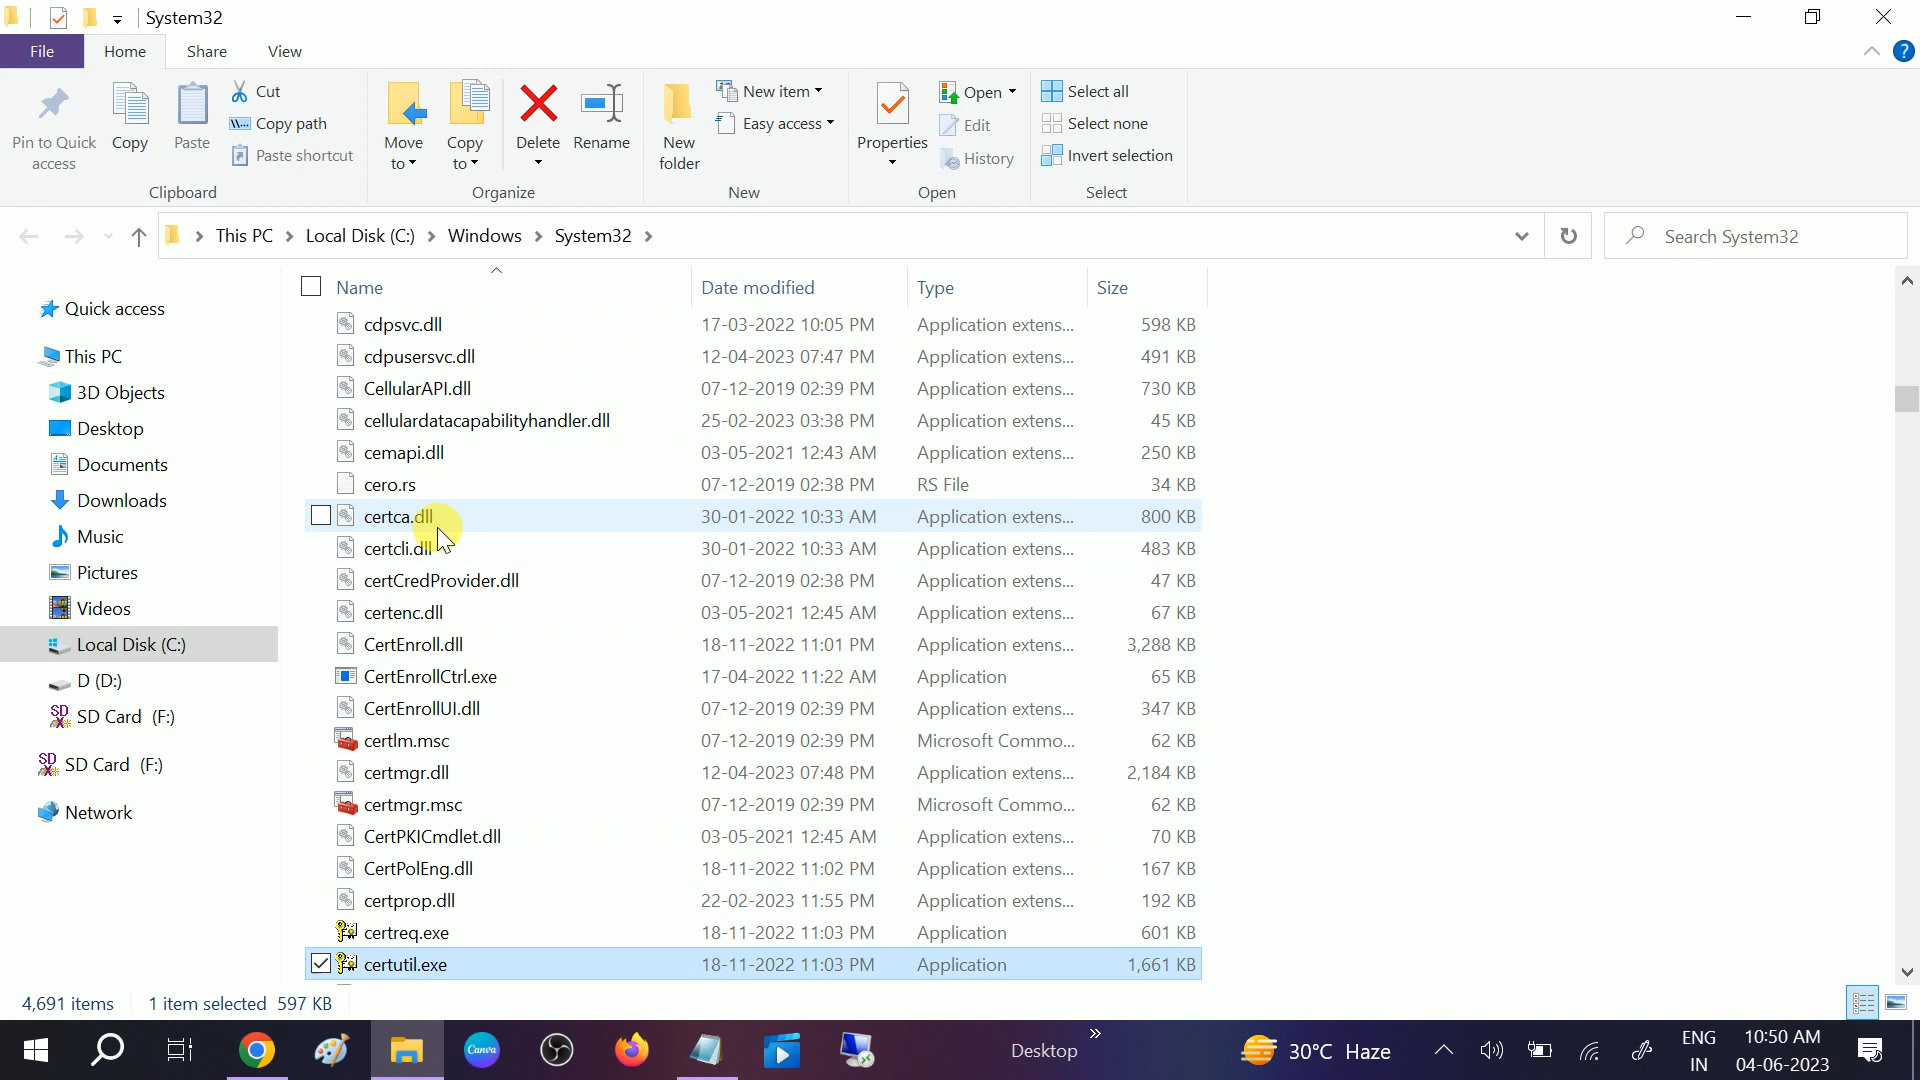 System32
File Home Share View
Pin to Quick access
Copy
Paste
Cut
Copy path
Paste shortcut
Clipboard
Move to
Copy to
Delete
Rename
Organize
New folder
New item
Easy access
New
Properties
Open
Edit
History
Open
Select all
Select none
Invert selection
Select
This PC Local Disk (C:) Windows System32
Search System32
Quick access
This PC
3D Objects
Desktop
Documents
Downloads
Music
Pictures
Videos
Local Disk (C:)
D (D:)
SD Card (F:)
SD Card (F:)
Network
Name Date modified Type Size
cdpsvc.dll 17-03-2022 10:05 PM Application extens... 598 KB
cdpusersvc.dll 12-04-2023 07:47 PM Application extens... 491 KB
CellularAPI.dll 07-12-2019 02:39 PM Application extens... 730 KB
cellulardatacapabilityhandler.dll 25-02-2023 03:38 PM Application extens... 45 KB
cemapi.dll 03-05-2021 12:43 AM Application extens... 250 KB
cero.rs 07-12-2019 02:38 PM RS File 34 KB
certca.dll 30-01-2022 10:33 AM Application extens... 800 KB
certcli.dll 30-01-2022 10:33 AM Application extens... 483 KB
certCredProvider.dll 07-12-2019 02:38 PM Application extens... 47 KB
certenc.dll 03-05-2021 12:45 AM Application extens... 67 KB
CertEnroll.dll 18-11-2022 11:01 PM Application extens... 3,288 KB
CertEnrollCtrl.exe 17-04-2022 11:22 AM Application 65 KB
CertEnrollUI.dll 07-12-2019 02:39 PM Application extens... 347 KB
certlm.msc 07-12-2019 02:39 PM Microsoft Commo... 62 KB
certmgr.dll 12-04-2023 07:48 PM Application extens... 2,184 KB
certmgr.msc 07-12-2019 02:39 PM Microsoft Commo... 62 KB
CertPKICmdlet.dll 03-05-2021 12:45 AM Application extens... 70 KB
CertPolEng.dll 18-11-2022 11:02 PM Application extens... 167 KB
certprop.dll 22-02-2023 11:55 PM Application extens... 192 KB
certreq.exe 18-11-2022 11:03 PM Application 601 KB
certutil.exe 18-11-2022 11:03 PM Application 1,661 KB
4,691 items 1 item selected 597 KB
Canva
Desktop
30°C Haze
ENG
IN
10:50 AM
04-06-2023